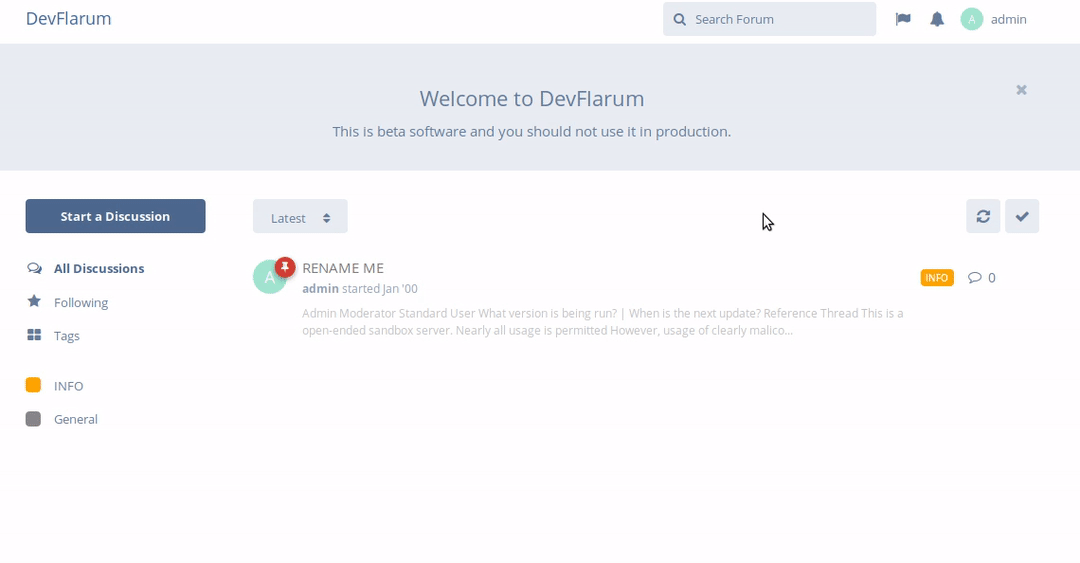 DevFlarum
Search Forum
A admin
Welcome to DevFlarum
This is beta software and you should not use it in production.
Start a Discussion
Latest
All Discussions
Following
Tags
INFO
General
A
RENAME ME
admin started Jan '00
INFO
0
Admin Moderator Standard User What version is being run? | When is the next update? Reference Thread This is a
open-ended sandbox server. Nearly all usage is permitted However, usage of clearly malico...